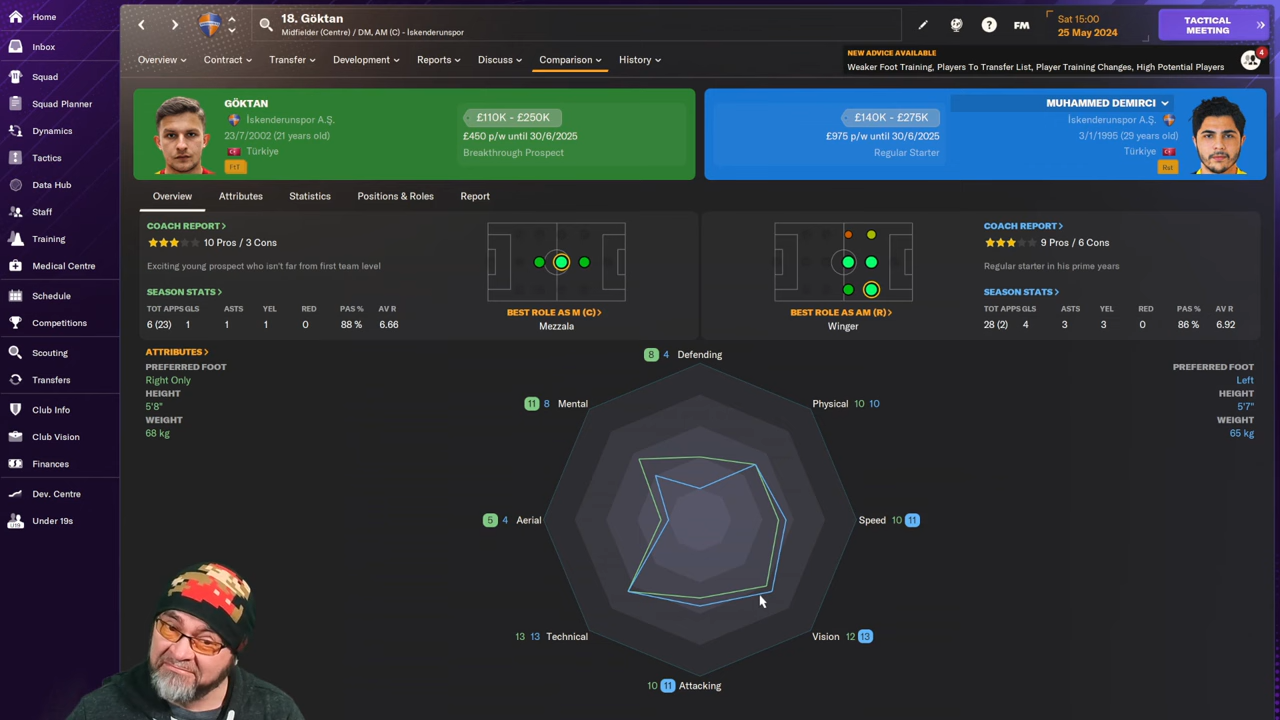 Home
Inbox
Squad
Squad Planner
Dynamics
Tactics
Data Hub
Staff
Training
Medical Centre
Schedule
Competitions
Scouting
Transfers
Club Info
Club Vision
Finances
Dev. Centre
Under 19s
18. Göktan
Midfielder (Centre) / DM, AM (C) - İskenderunspor
FM
Sat 15:00
25 May 2024
TACTICAL
MEETING
Overview
Contract
Transfer
Development
Reports
Discuss
Comparison
History
NEW ADVICE AVAILABLE
Weaker Foot Training, Players To Transfer List, Player Training Changes, High Potential Players
4
GÖKTAN
İskenderunspor A.Ş.
23/7/2002 (21 years old)
Türkiye
FrT
£110K - £250K
£450 p/w until 30/6/2025
Breakthrough Prospect
£140K - £275K
£975 p/w until 30/6/2025
Regular Starter
MUHAMMED DEMIRCI
İskenderunspor A.Ş.
3/1/1995 (29 years old)
Türkiye
Rst
Overview
Attributes
Statistics
Positions & Roles
Report
COACH REPORT
10 Pros / 3 Cons
Exciting young prospect who isn't far from first team level
SEASON STATS
TOT APPS GLS ASTS YEL RED PAS % AV R
6 (23) 1 1 1 0 88 % 6.66
BEST ROLE AS M (C)
Mezzala
BEST ROLE AS AM (R)
Winger
COACH REPORT
9 Pros / 6 Cons
Regular starter in his prime years
SEASON STATS
TOT APPS GLS ASTS YEL RED PAS % AV R
28 (2) 4 3 3 0 86 % 6.92
ATTRIBUTES
PREFERRED FOOT
Right Only
HEIGHT
5'8"
WEIGHT
68 kg
8 4 Defending
11 8 Mental
Physical 10 10
5 4 Aerial
Speed 10 11
13 13 Technical
Vision 12 13
10 11 Attacking
PREFERRED FOOT
Left
HEIGHT
5'7"
WEIGHT
65 kg